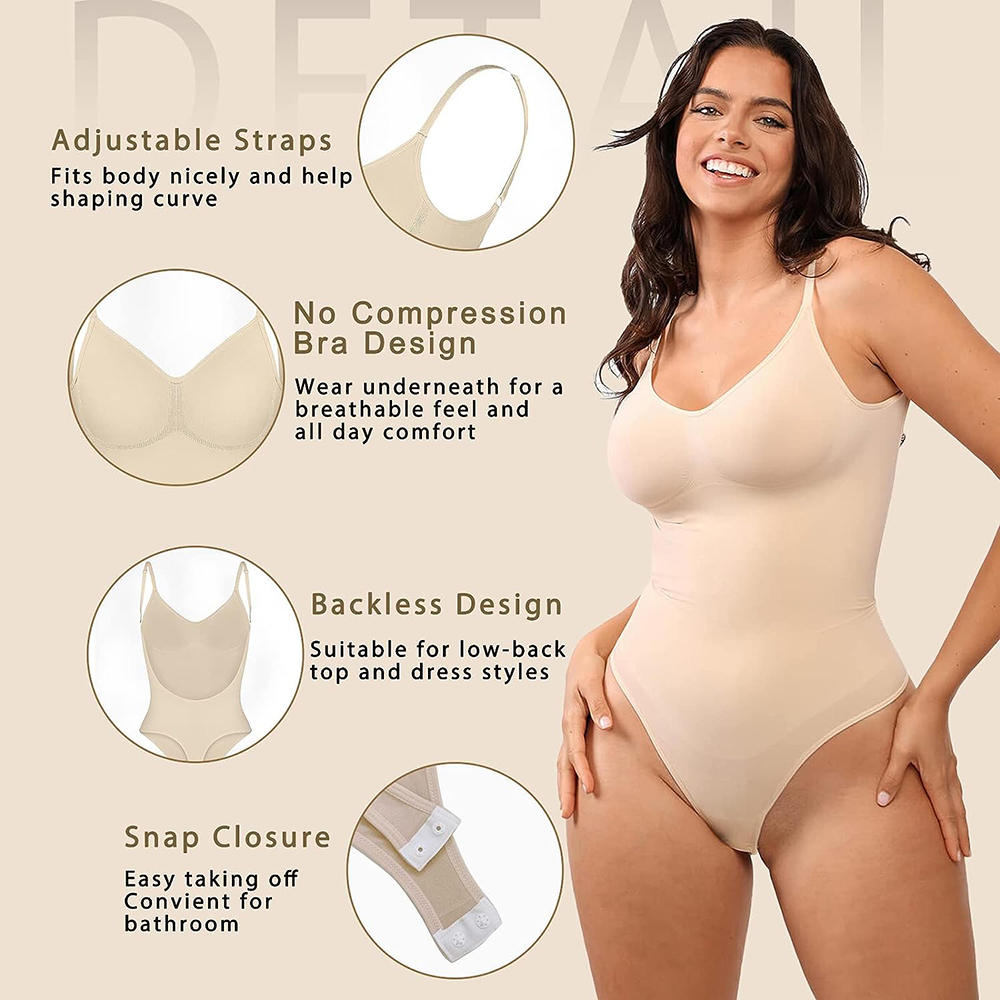 DETAIL
Adjustable Straps
Fits body nicely and help
shaping curve
No Compression
Bra Design
Wear underneath for a
breathable feel and
all day comfort
Backless Design
Suitable for low-back
top and dress styles
Snap Closure
Easy taking off
Convient for
bathroom